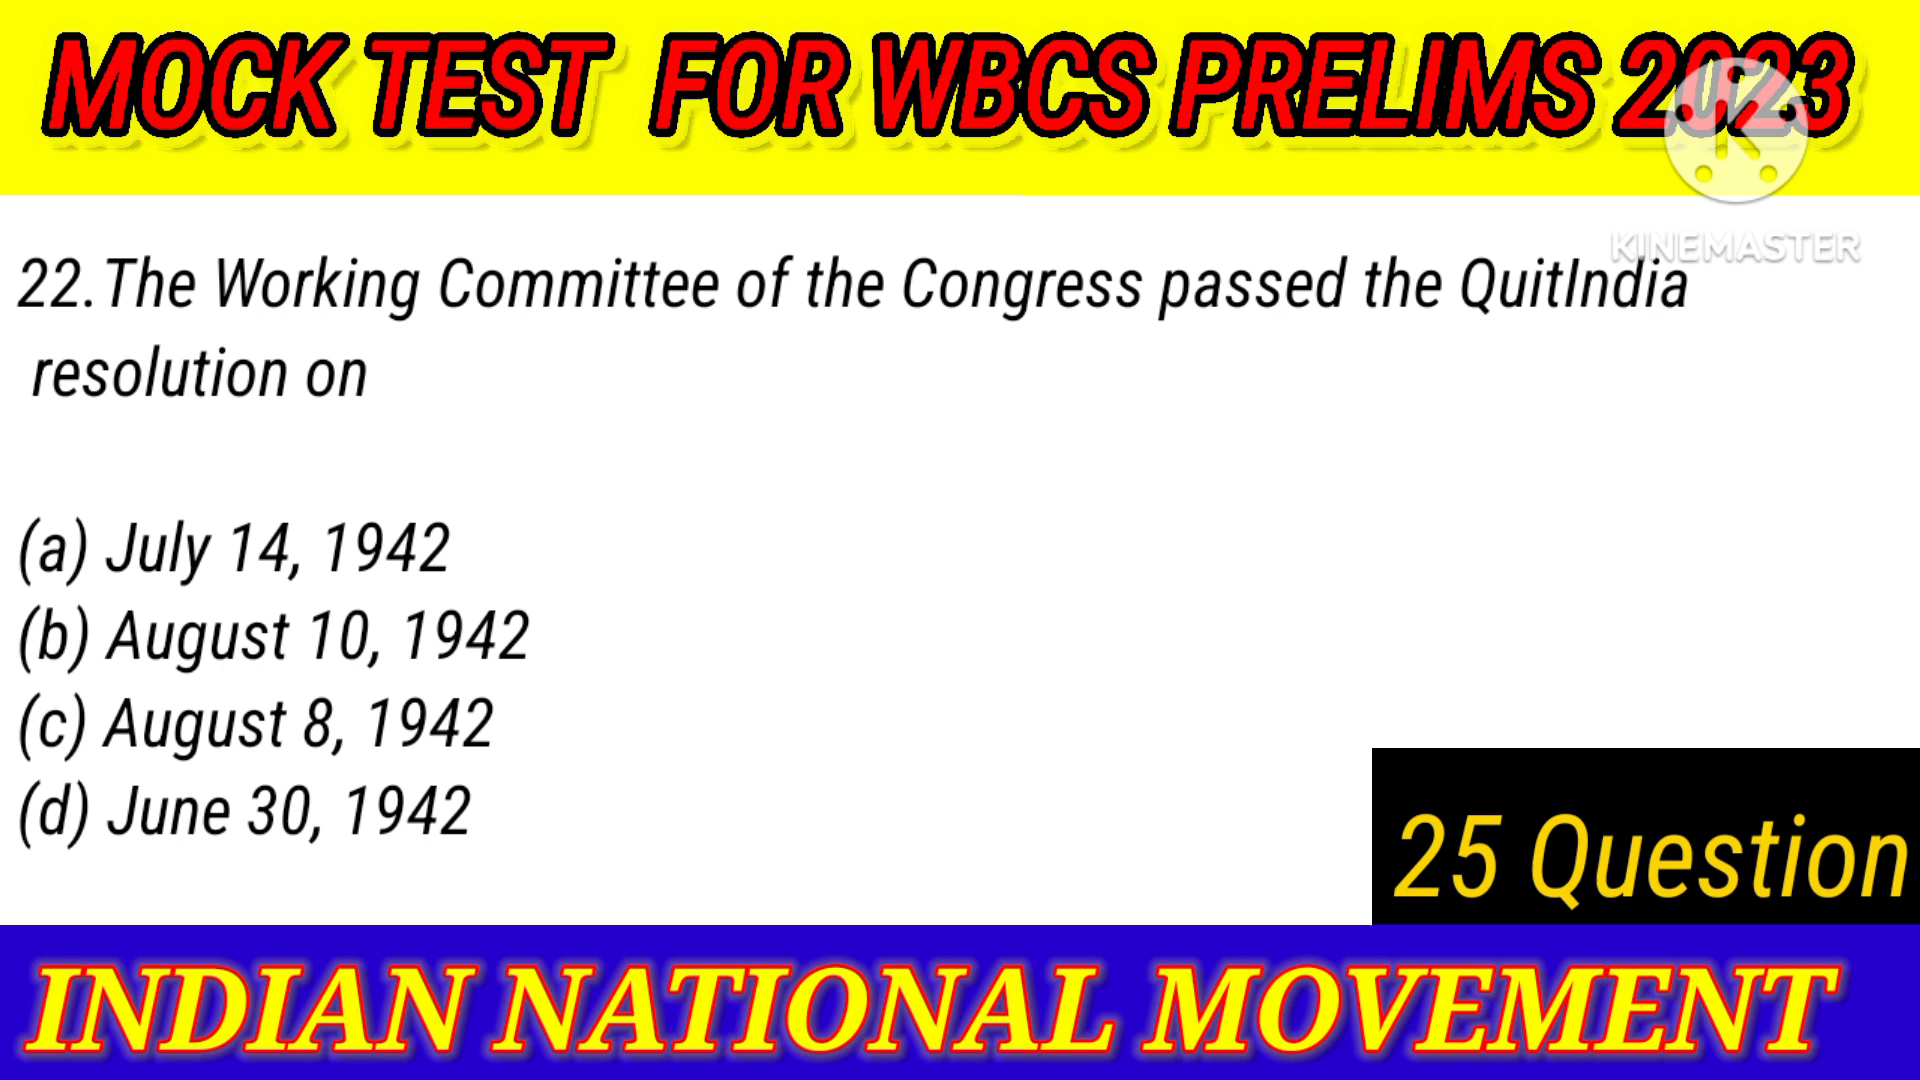 MOCK TEST FOR WBCS PRELIMS 2023
KINEMASTER
22.The Working Committee of the Congress passed the QuitIndia
resolution on
(a) July 14, 1942
(b) August 10, 1942
(c) August 8, 1942
(d) June 30, 1942
25 Question
INDIAN NATIONAL MOVEMENT